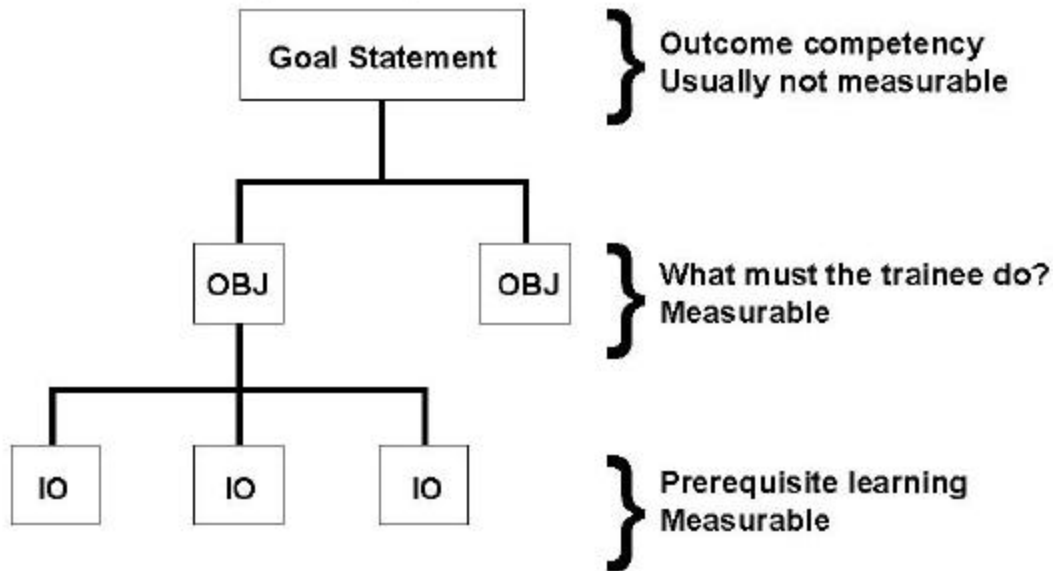 Goal Statement
Outcome competency
Usually not measurable
OBJ
OBJ
What must the trainee do?
Measurable
IO
IO
IO
Prerequisite learning
Measurable